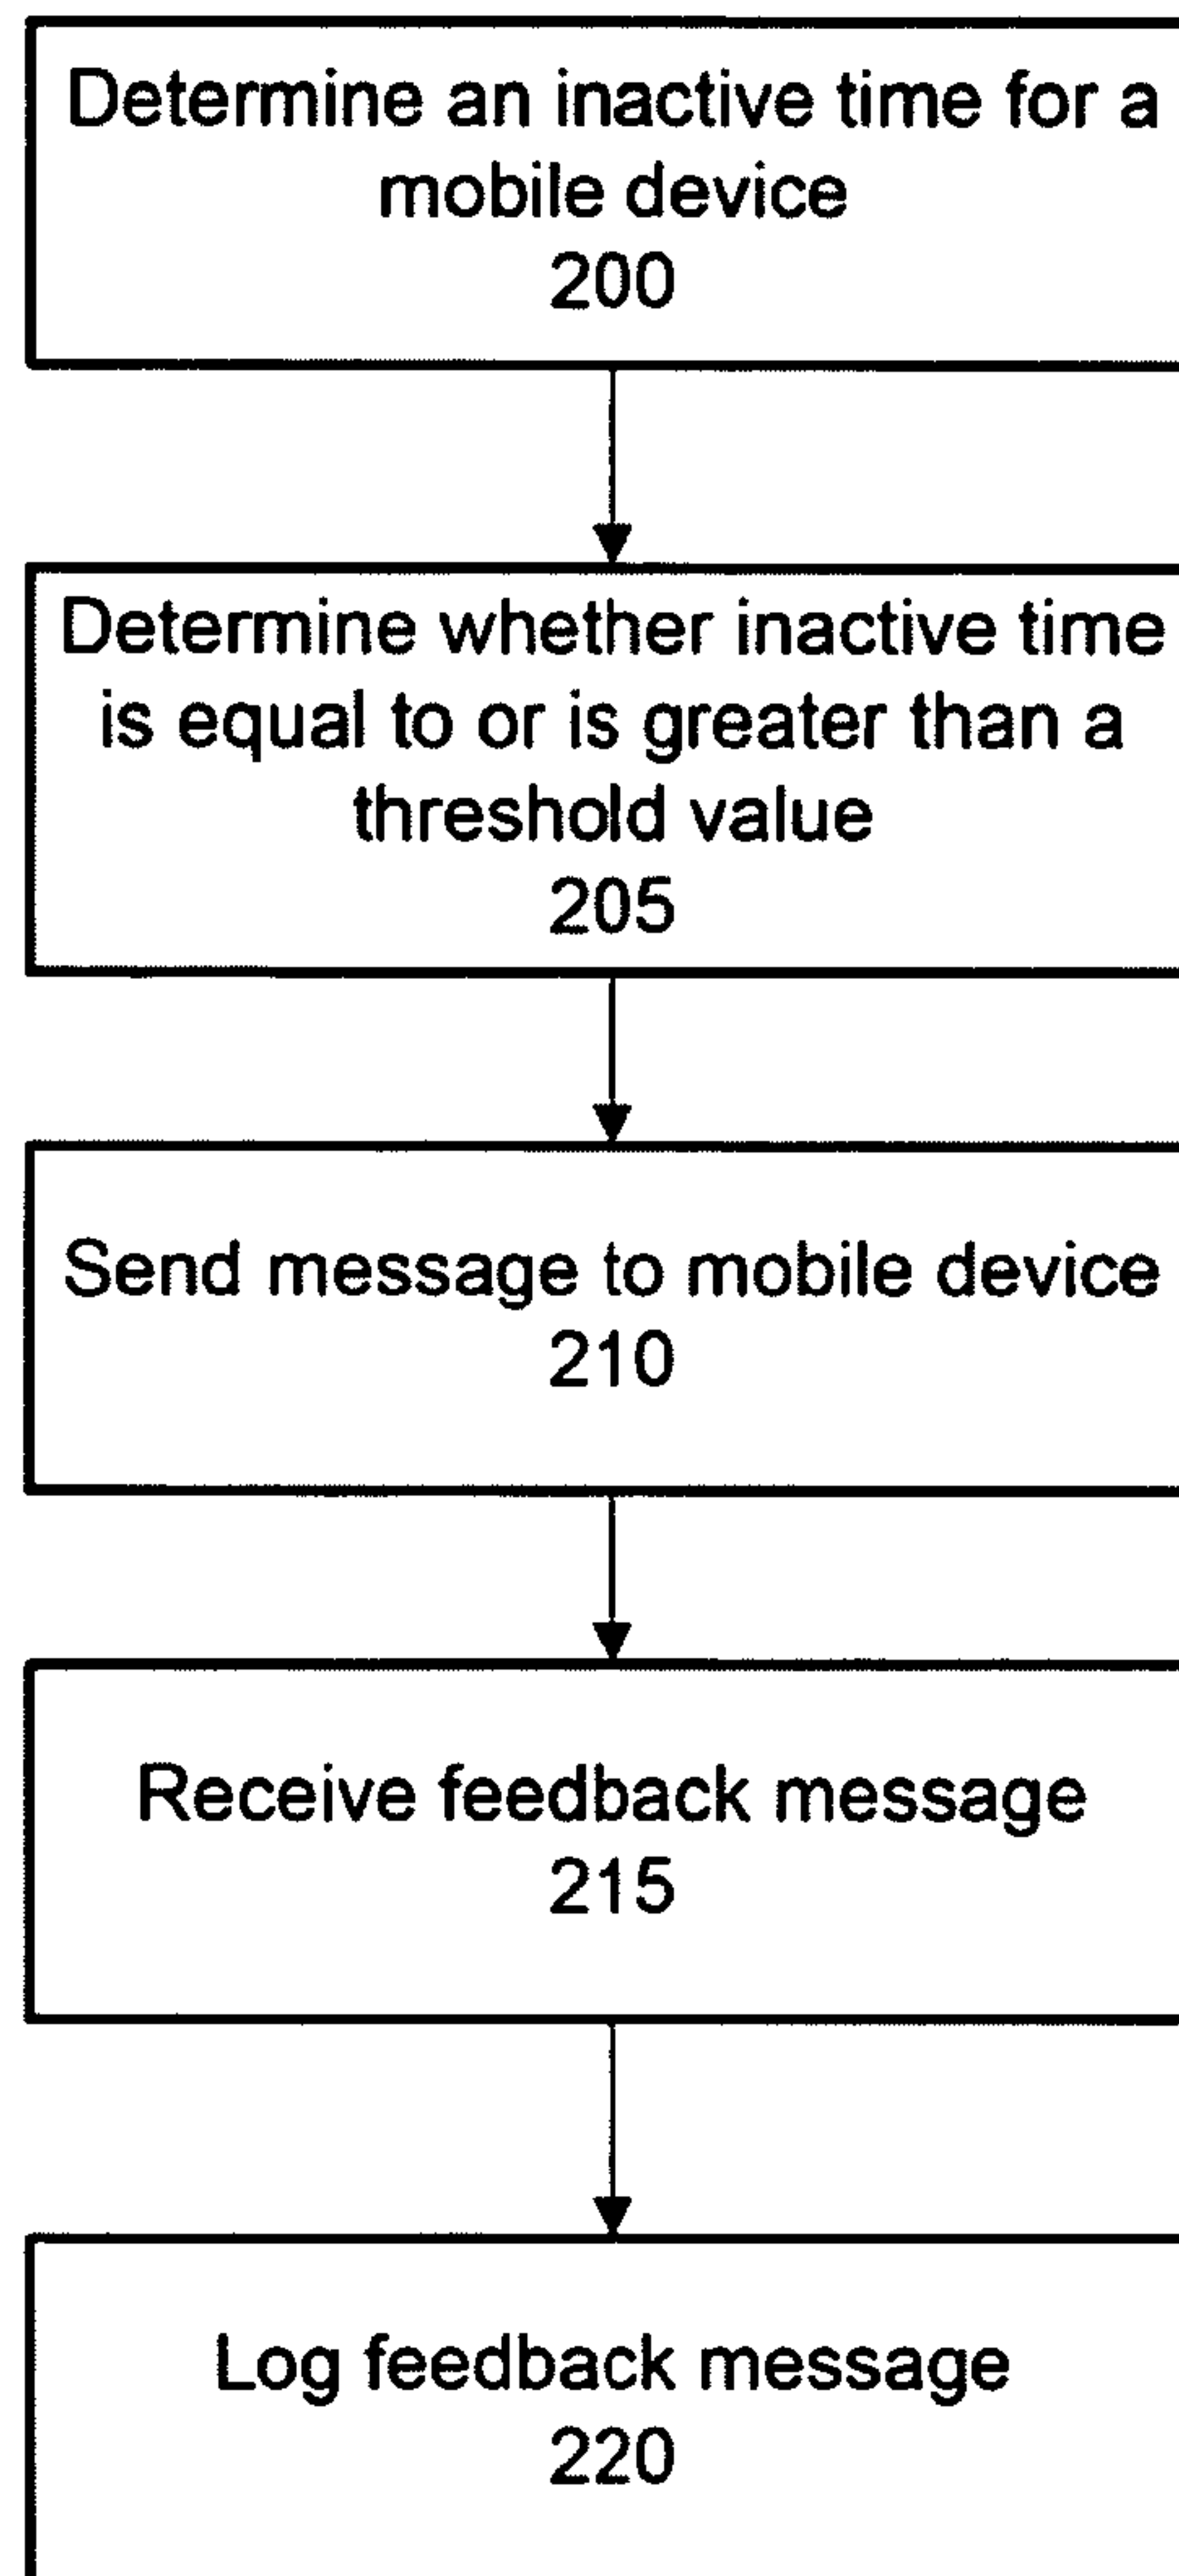 Determine an inactive time for a
mobile device
200
Determine whether inactive time
is equal to or is greater than a
threshold value
205
Send message to mobile device
210
Receive feedback message
215
Log feedback message
220